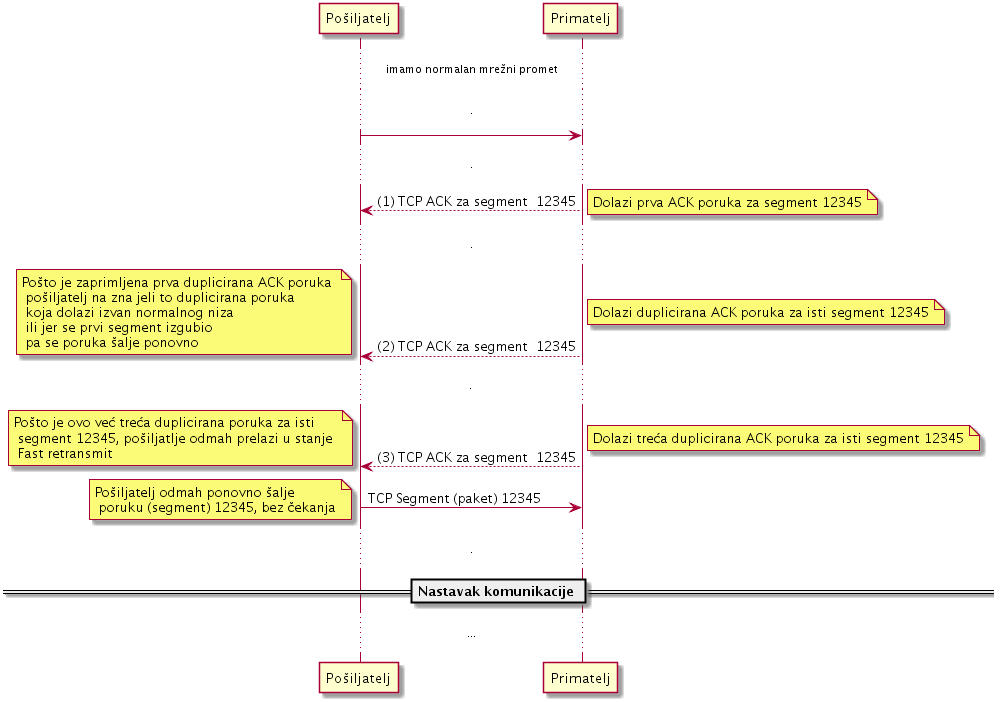 Pošiljatelj
Primatelj
imamo normalan mrežni promet
.
.
(1) TCP ACK za segment 12345
Dolazi prva ACK poruka za segment 12345
.
Pošto je zaprimljena prva duplicirana ACK poruka
pošiljatelj na zna jeli to duplicirana poruka
koja dolazi izvan normalnog niza
ili jer se prvi segment izgubio
pa se poruka šalje ponovno
Dolazi duplicirana ACK poruka za isti segment 12345
(2) TCP ACK za segment 12345
.
Pošto je ovo već treća duplicirana poruka za isti
segment 12345, pošiljatlje odmah prelazi u stanje
Fast retransmit
Dolazi treća duplicirana ACK poruka za isti segment 12345
(3) TCP ACK za segment 12345
Pošiljatelj odmah ponovno šalje
poruku (segment) 12345, bez čekanja
TCP Segment (paket) 12345
.
Nastavak komunikacije
...
Pošiljatelj
Primatelj